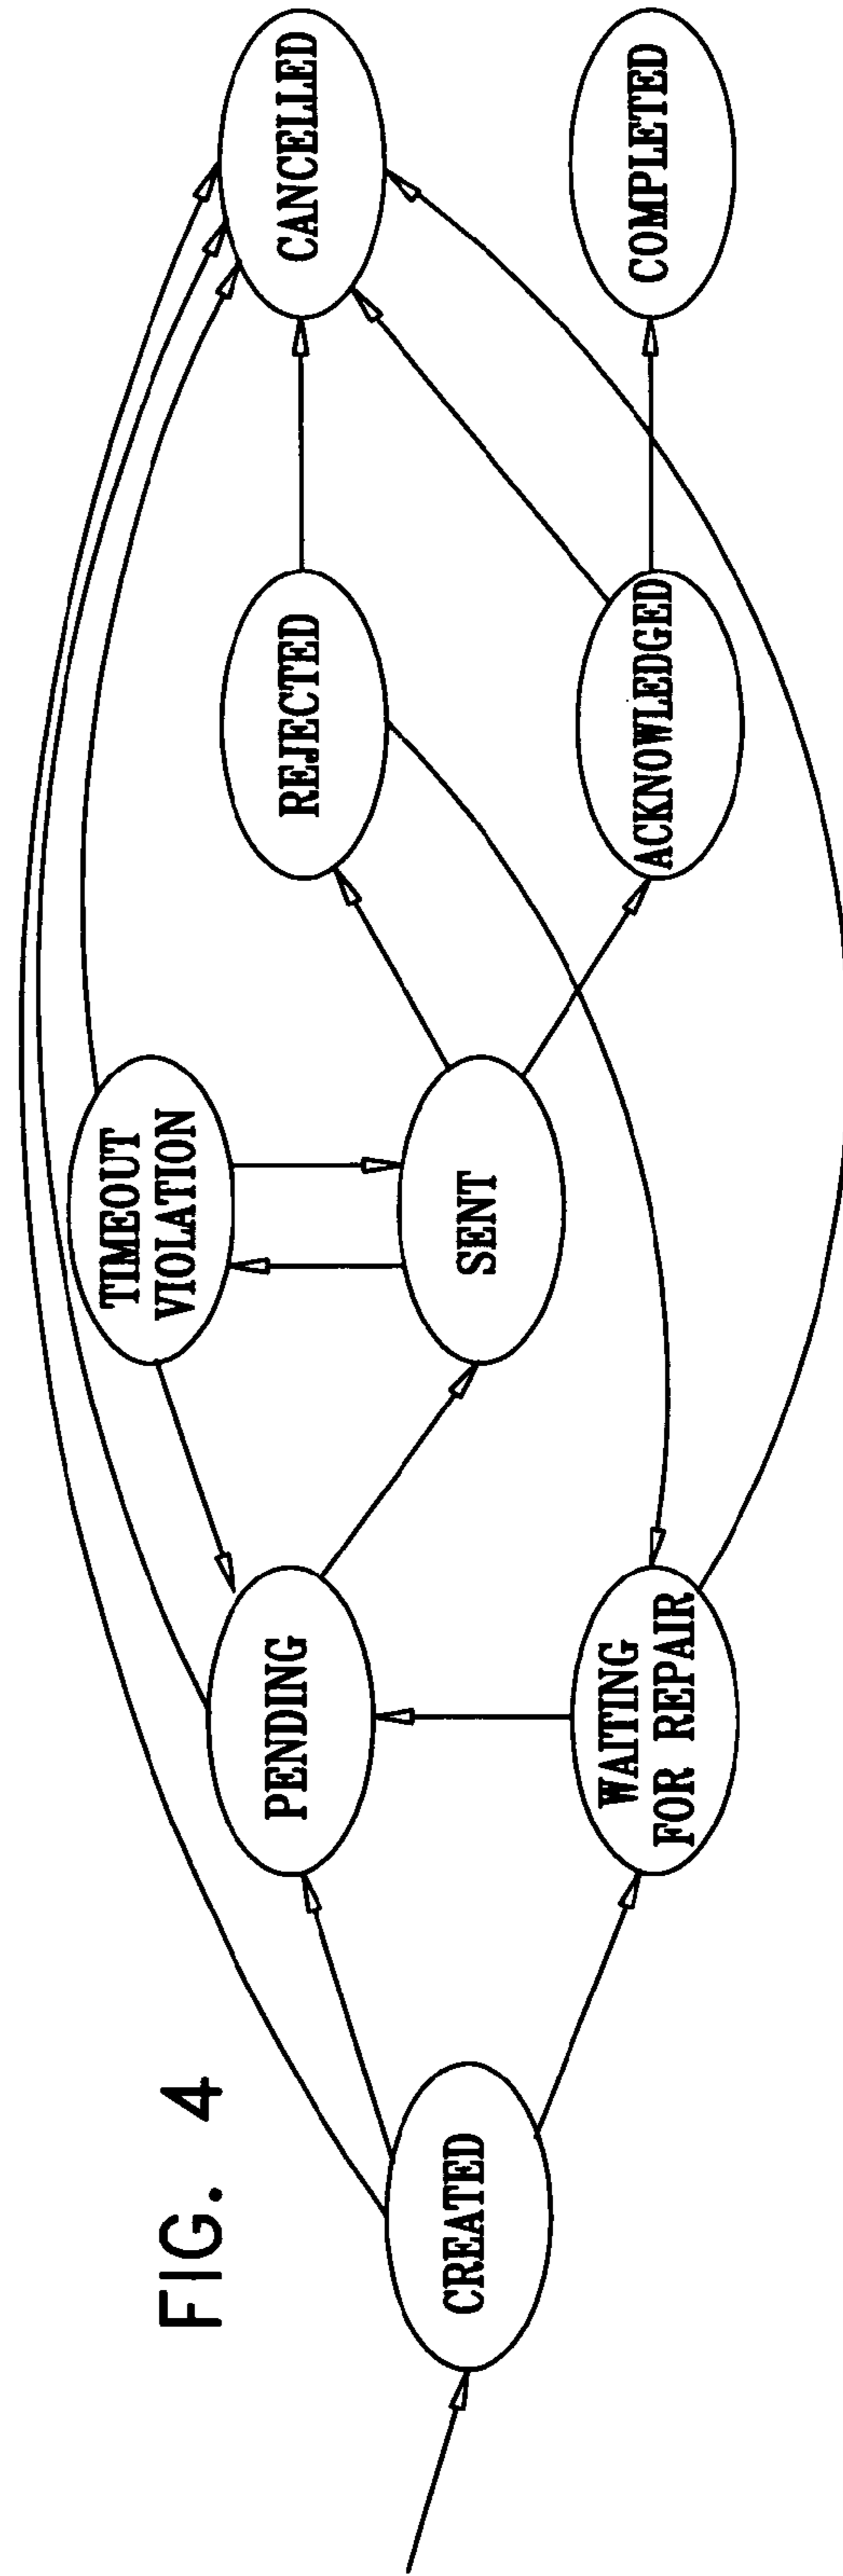 FIG. 4
CREATED
PENDING
WAITING
FOR REPAIR
TIMEOUT
VIOLATION
SENT
REJECTED
ACKNOWLEDGED
CANCELLED
COMPLETED